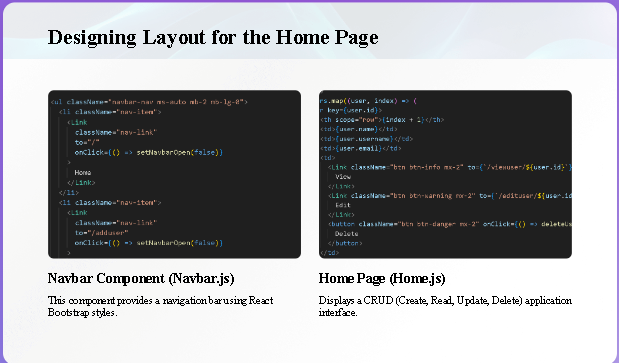 Designing Layout for the Home Page
<ul className="navbar-nav ms-auto mb-2 mb-lg-0">
<li className="nav-item">
<Link
className="nav-link"
to="/"
onClick={() => setNavbarOpen(false)}
>
Home
</Link>
</li>
<li className="nav-item">
<Link
className="nav-link"
to="/adduser"
onClick={() => setNavbarOpen(false)}
>
rs.map((user, index) => (
r key={user.id}>
<th scope="row">{index + 1}</th>
<td>{user.name}</td>
<td>{user.username}</td>
<td>{user.email}</td>
<td>
<Link className="btn btn-info mx-2" to={`/viewuser/${user.id}`}
View
</Link>
<Link className="btn btn-warning mx-2" to={`/edituser/${user.id
Edit
</Link>
<button className="btn btn-danger mx-2" onClick={() => deleteUs
Delete
</button>
</td>
Navbar Component (Navbar.js)
This component provides a navigation bar using React
Bootstrap styles.
Home Page (Home.js)
Displays a CRUD (Create, Read, Update, Delete) application
interface.